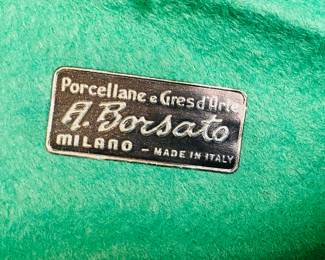 Porcellane e Gres d'Arte
A. Borsato
MILANO - MADE IN ITALY